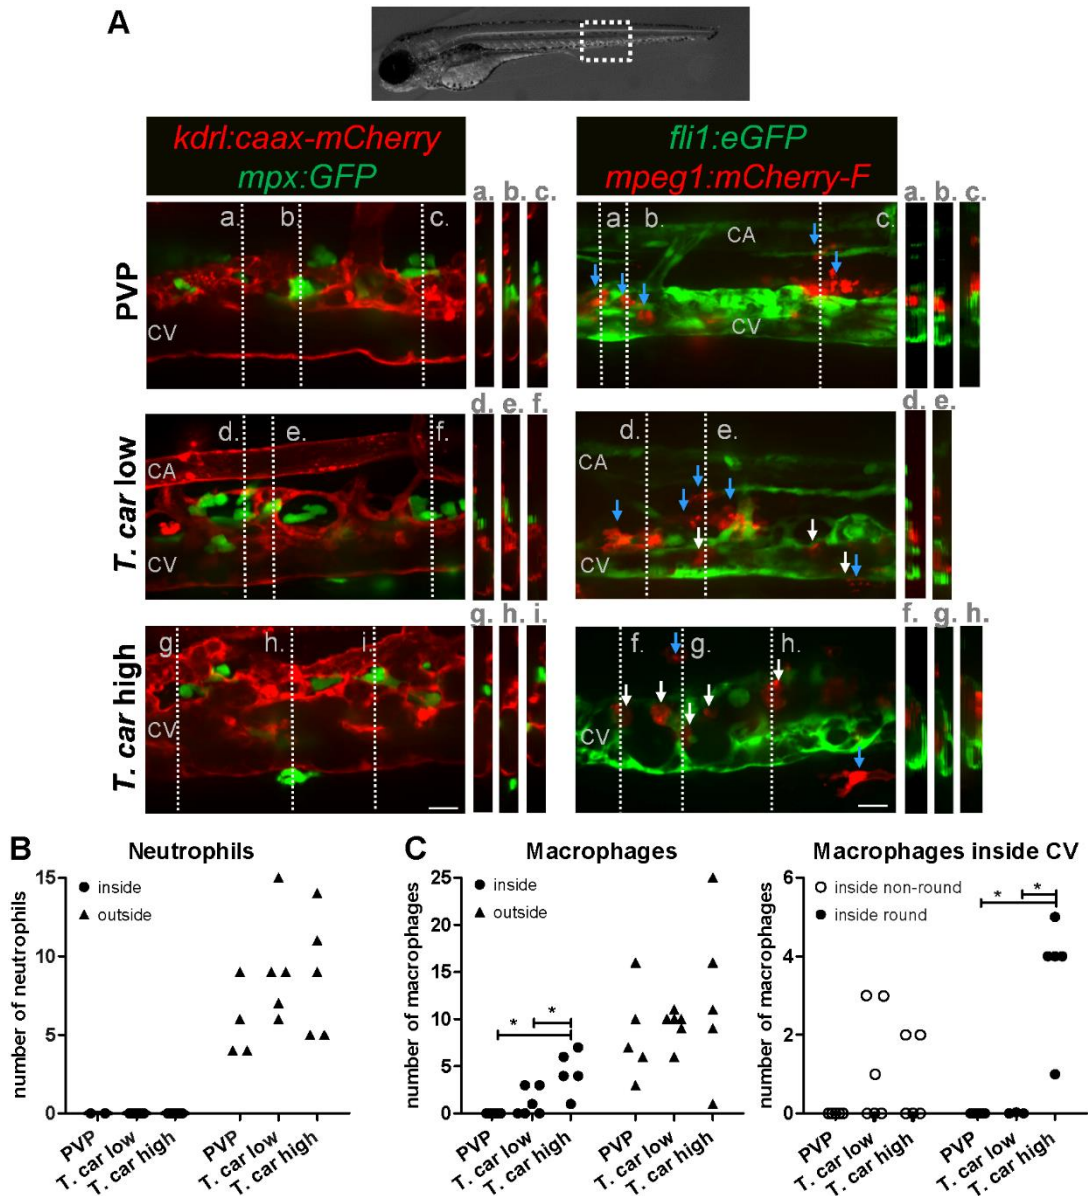 A
kdrl:caax-mCherry
mpx:GFP
fli1:eGFP
mpeg1:mCherry-F
a. b. c.
a. b. c.
PVP
a. b. c.
CV
a b. c.
CA
CV
d. e. f.
d. e.
T. car low
d. e. f.
CA
CV
d. e.
CA
CV
g. h. i.
f. g. h.
T. car high
g. h. i.
CV
f. g. h.
CV
B
Neutrophils
inside
outside
number of neutrophils
15
10
5
0
PVP
T. car low
T. car high
PVP
T. car low
T. car high
C
Macrophages
inside
outside
number of macrophages
25
20
15
10
5
0
* *
PVP
T. car low
T. car high
PVP
T. car low
T. car high
Macrophages inside CV
inside non-round
inside round
number of macrophages
6
4
2
0
* *
PVP
T. car low
T. car high
PVP
T. car low
T. car high